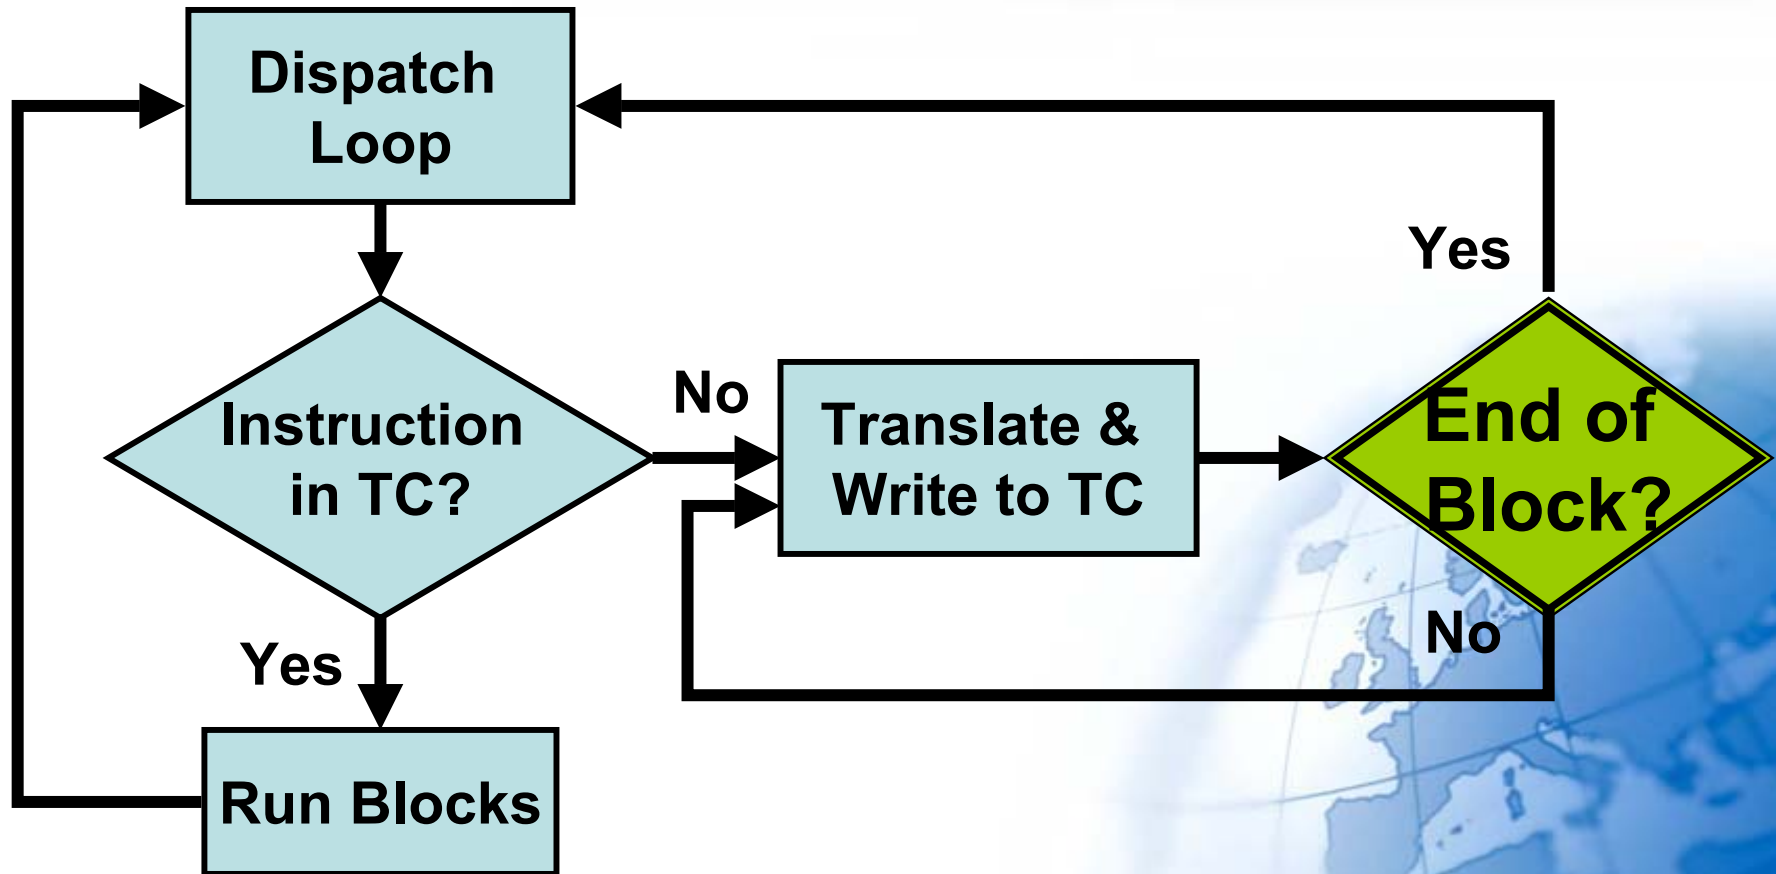 Dispatch
Loop
Yes
Instruction
in TC?
No
Translate &
Write to TC
End of
Block?
No
Yes
Run Blocks